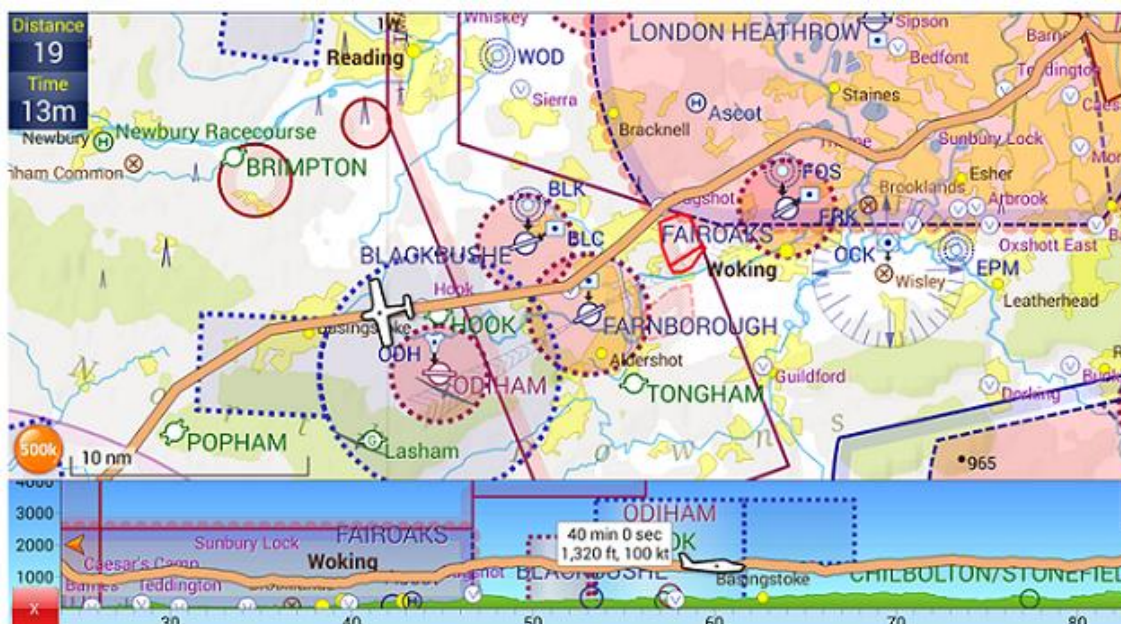 Distance
19
Time
13m
Whiskey
Reading
WOD
Sierra
LONDON HEATHROW
Sipson
Bedfont
Teddington
Staines
Ascot
Bracknell
Sunbury Lock
Newbury
Newbury Racecourse
BRIMPTON
FOS
Esher
Brooklands
Arbrook
BLK
BLC
FRK
FAIROAKS
Oxshott East
BLACKBUSHE
Woking
OCK
EPM
Wisley
Leatherhead
Hook
HOOK
Basingstoke
FARNBOROUGH
ODH
ODIHAM
Aldershot
Guildford
TONGHAM
Dorking
POPHAM
Lasham
G
500k
10 nm
965
4000
3000
2000
1000
X
FAIROAKS
Sunbury Lock
Woking
Caesar's Camp
Barnes
Teddington
ODIHAM
40 min 0 sec
1,320 ft, 100 kt
BLACKBUSHE
Basingstoke
CHILBOLTON/STONEFIEL
30
50
60
70
80